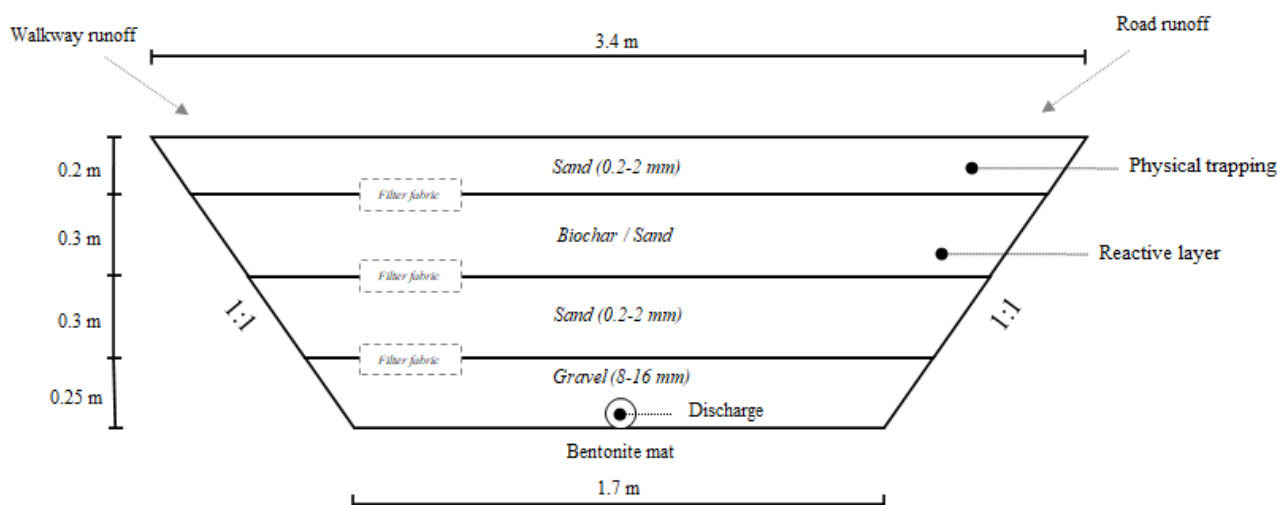 Walkway runoff
Road runoff
3.4 m
0.2 m
Sand (0.2-2 mm)
Physical trapping
Filter fabric
0.3 m
Biochar / Sand
Reactive layer
Filter fabric
1:1
0.3 m
Sand (0.2-2 mm)
1:1
Filter fabric
Gravel (8-16 mm)
0.25 m
Discharge
Bentonite mat
1.7 m